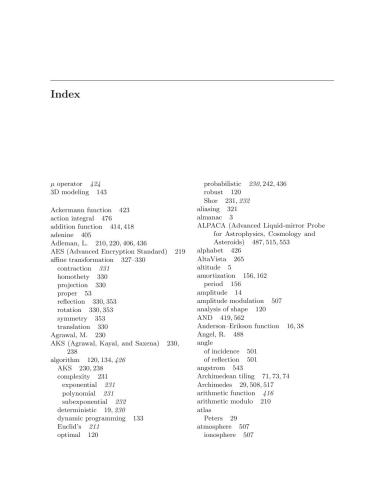 Index
μ operator 424
3D modeling 143
Ackermann function 423
action integral 476
addition function 414, 418
adenine 405
Adleman, L. 210, 220, 406, 436
AES (Advanced Encryption Standard) 219
affine transformation 327–330
contraction 331
homothety 330
projection 330
proper 53
reflection 330, 353
rotation 330, 353
symmetry 353
translation 330
Agrawal, M. 230
AKS (Agrawal, Kayal, and Saxena) 230,
238
algorithm 120, 134, 426
AKS 230, 238
complexity 231
exponential 231
polynomial 231
subexponential 232
deterministic 19, 230
dynamic programming 133
Euclid's 211
optimal 120
probabilistic 230, 242, 436
robust 120
Shor 231, 232
aliasing 321
almanac 3
ALPACA (Advanced Liquid-mirror Probe
for Astrophysics, Cosmology and
Asteroids) 487, 515, 553
alphabet 426
AltaVista 265
altitude 5
amortization 156, 162
period 156
amplitude 14
amplitude modulation 507
analysis of shape 120
AND 419, 562
Anderson–Erikson function 16, 38
Angel, R. 488
angle
of incidence 501
of reflection 501
angstrom 543
Archimedean tiling 71, 73, 74
Archimedes 29, 508, 517
arithmetic function 416
arithmetic modulo 210
atlas
Peters 29
atmosphere 507
ionosphere 507